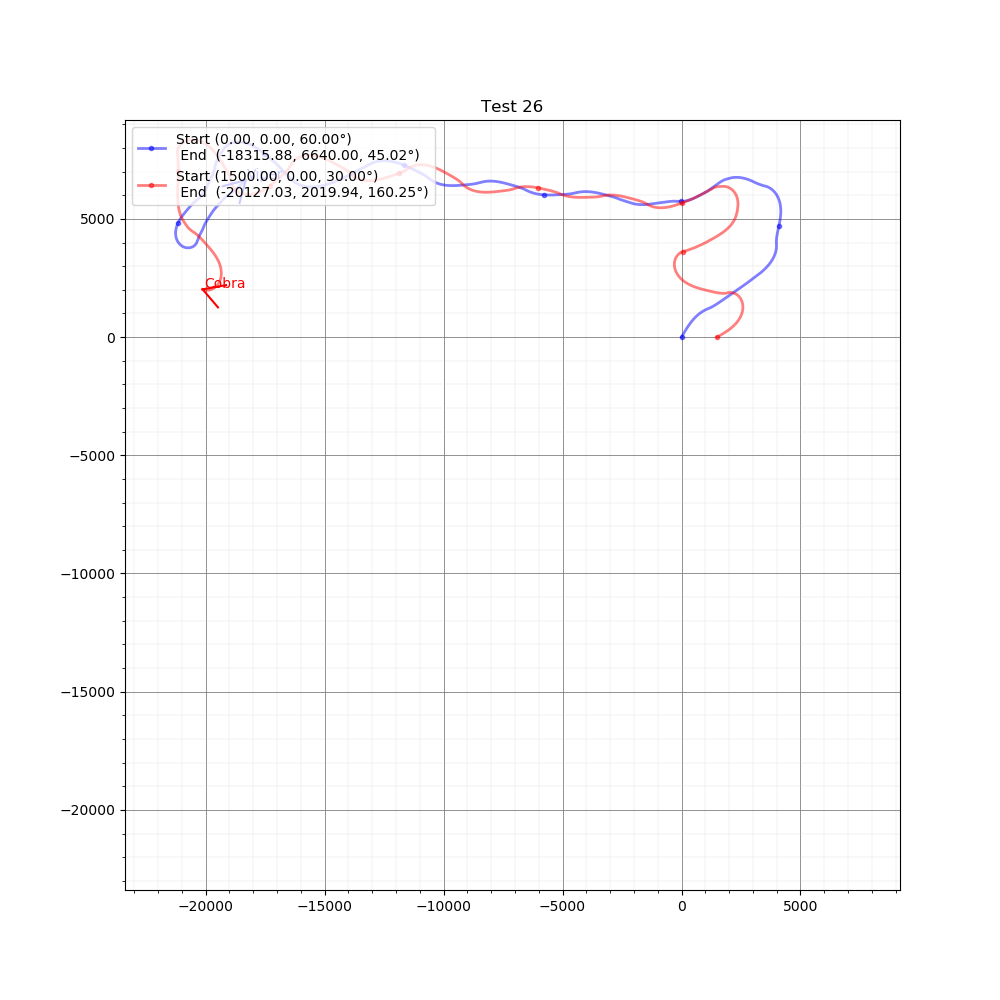 Test 26
Start (0.00, 0.00, 60.00°)
End (-18315.88, 6640.00, 45.02°)
Start (1500.00, 0.00, 30.00°)
End (-20127.03, 2019.94, 160.25°)
5000
Cobra
0
−5000
−10000
−15000
−20000
−20000 −15000 −10000 −5000 0 5000